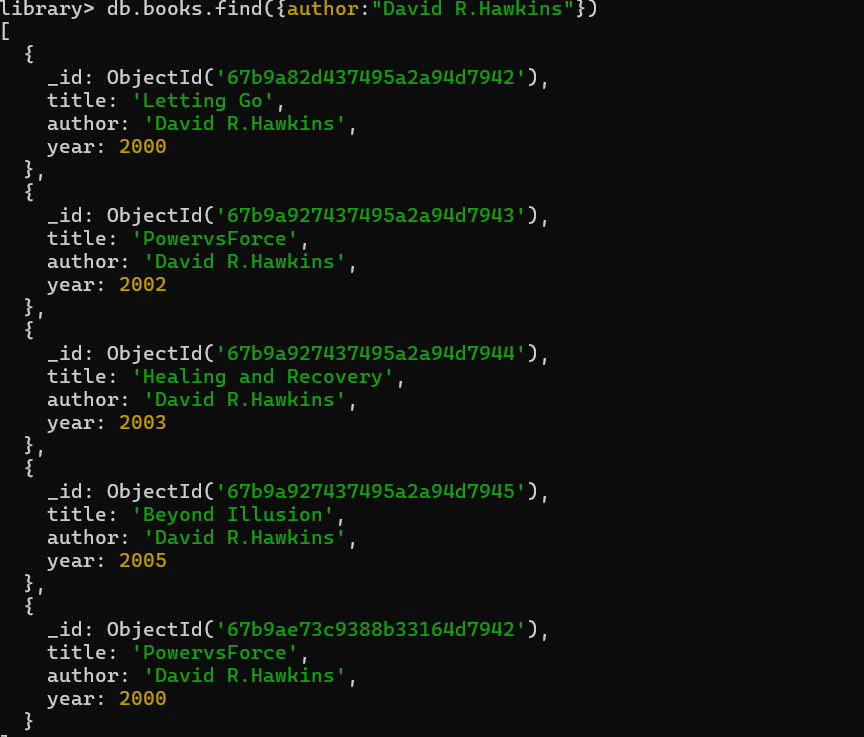 library> db.books.find({author:"David R.Hawkins"})
[
  {
    _id: ObjectId('67b9a82d437495a2a94d7942'),
    title: 'Letting Go',
    author: 'David R.Hawkins',
    year: 2000
  },
  {
    _id: ObjectId('67b9a927437495a2a94d7943'),
    title: 'PowervsForce',
    author: 'David R.Hawkins',
    year: 2002
  },
  {
    _id: ObjectId('67b9a927437495a2a94d7944'),
    title: 'Healing and Recovery',
    author: 'David R.Hawkins',
    year: 2003
  },
  {
    _id: ObjectId('67b9a927437495a2a94d7945'),
    title: 'Beyond Illusion',
    author: 'David R.Hawkins',
    year: 2005
  },
  {
    _id: ObjectId('67b9ae73c9388b33164d7942'),
    title: 'PowervsForce',
    author: 'David R.Hawkins',
    year: 2000
  }